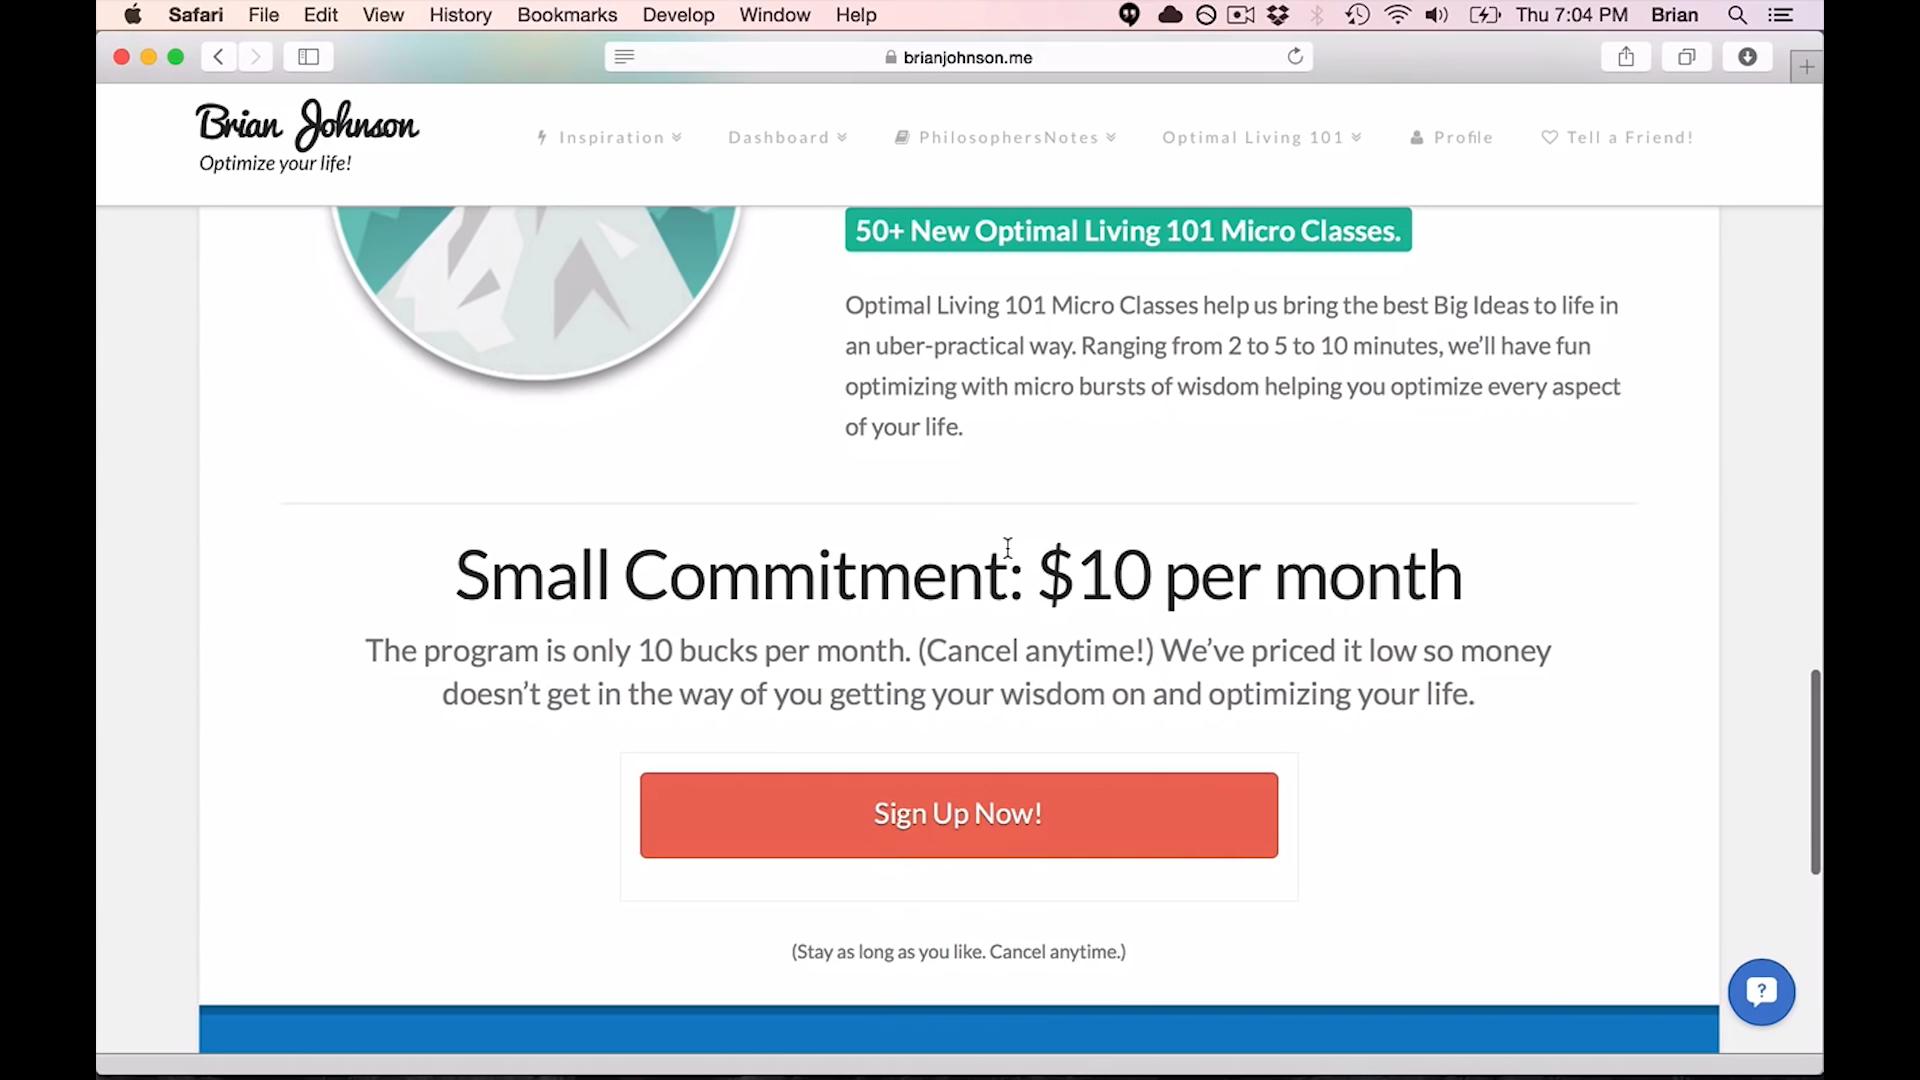 Safari File Edit View History Bookmarks Develop Window Help Thu 7:04 PM Brian
brianjohnson.me
Brian Johnson
Optimize your life!
Inspiration Dashboard PhilosophersNotes Optimal Living 101 Profile Tell a Friend!
50+ New Optimal Living 101 Micro Classes.
Optimal Living 101 Micro Classes help us bring the best Big Ideas to life in
an uber-practical way. Ranging from 2 to 5 to 10 minutes, we’ll have fun
optimizing with micro bursts of wisdom helping you optimize every aspect
of your life.
Small Commitment: $10 per month
The program is only 10 bucks per month. (Cancel anytime!) We’ve priced it low so money
doesn’t get in the way of you getting your wisdom on and optimizing your life.
Sign Up Now!
(Stay as long as you like. Cancel anytime.)